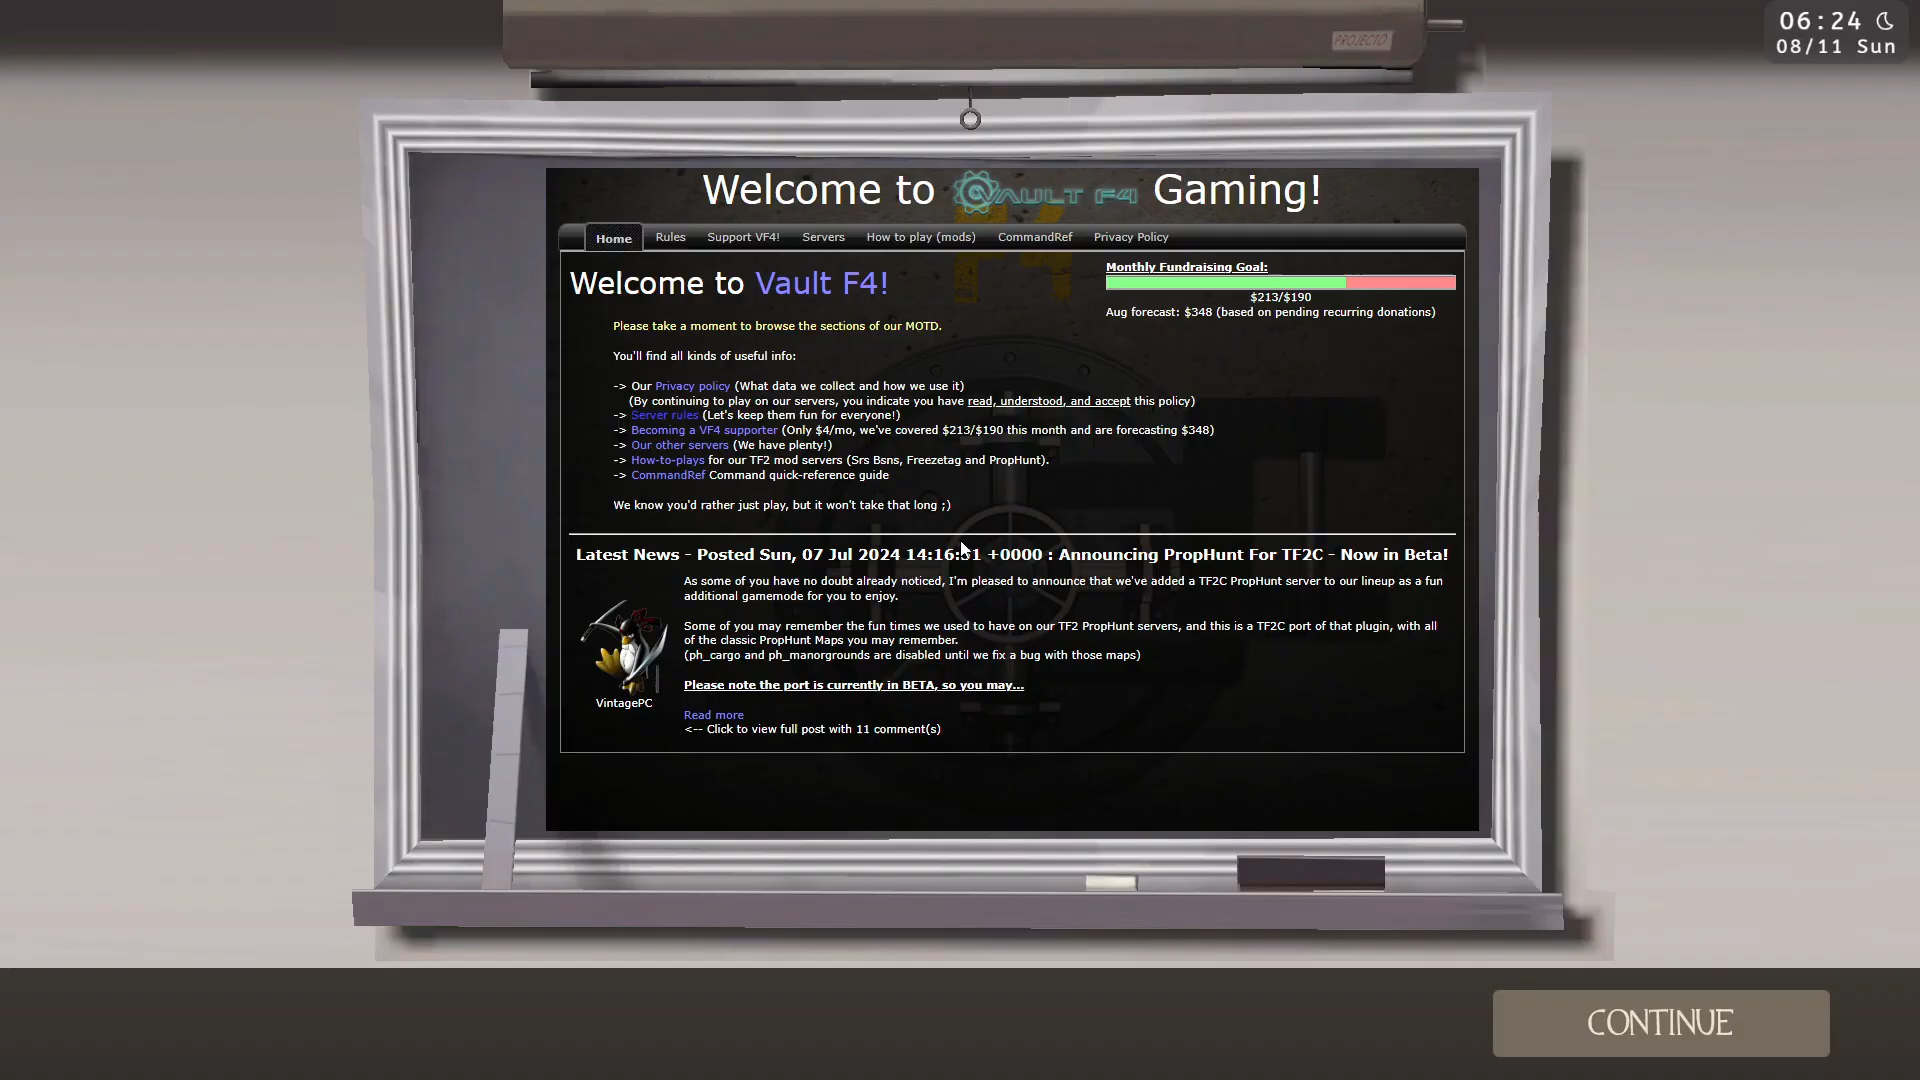 06:24
08/11 Sun
PROJECTO
Welcome to VAULT F4 Gaming!
Home Rules Support VF4! Servers How to play (mods) CommandRef Privacy Policy
Welcome to Vault F4!
Monthly Fundraising Goal:
$213/$190
Aug forecast: $348 (based on pending recurring donations)
Please take a moment to browse the sections of our MOTD.
You'll find all kinds of useful info:
-> Our Privacy policy (What data we collect and how we use it)
(By continuing to play on our servers, you indicate you have read, understood, and accept this policy)
-> Server rules (Let's keep them fun for everyone!)
-> Becoming a VF4 supporter (Only $4/mo, we've covered $213/$190 this month and are forecasting $348)
-> Our other servers (We have plenty!)
-> How-to-plays for our TF2 mod servers (Srs Bsns, Freezetag and PropHunt).
-> CommandRef Command quick-reference guide
We know you'd rather just play, but it won't take that long ;)
Latest News - Posted Sun, 07 Jul 2024 14:16:51 +0000 : Announcing PropHunt For TF2C - Now in Beta!
As some of you have no doubt already noticed, I'm pleased to announce that we've added a TF2C PropHunt server to our lineup as a fun
additional gamemode for you to enjoy.
Some of you may remember the fun times we used to have on our TF2 PropHunt servers, and this is a TF2C port of that plugin, with all
of the classic PropHunt Maps you may remember.
(ph_cargo and ph_manorgrounds are disabled until we fix a bug with those maps)
Please note the port is currently in BETA, so you may...
VintagePC
Read more
<-- Click to view full post with 11 comment(s)
CONTINUE